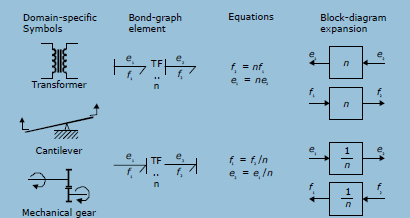 Domain-specific Symbols
Bond-graph element
Equations
Block-diagram expansion
Transformer
e₁ TF e₂
f₁ .. f₂
n
f₂ = nf₁
e₁ = ne₂
e₁ n e₂
f₁ n f₂
Cantilever
Mechanical gear
e₁ TF e₂
f₁ .. f₂
n
f₁ = f₂/n
e₂ = e₁/n
e₁ 1/n e₂
f₁ 1/n f₂